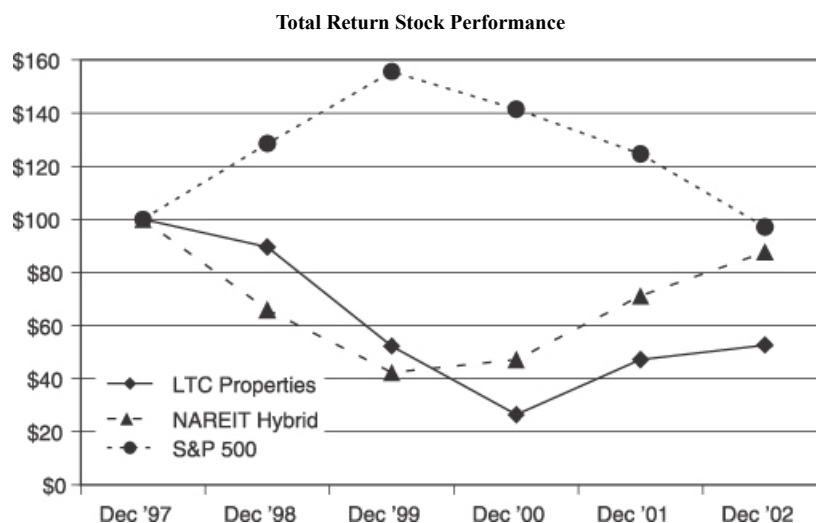 Total Return Stock Performance
$160
$140
$120
$100
$80
$60
$40
$20
$0
LTC Properties
NAREIT Hybrid
S&P 500
Dec ’97 Dec ’98 Dec ’99 Dec ’00 Dec ’01 Dec ’02